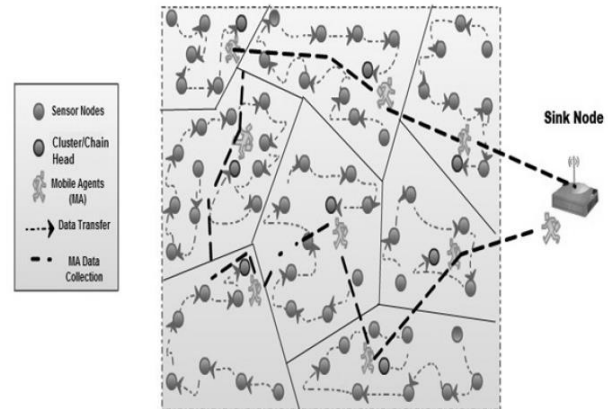 Sensor Nodes
Cluster/Chain
Head
Mobile Agents
(MA)
Data Transfer
MA Data
Collection
Sink Node